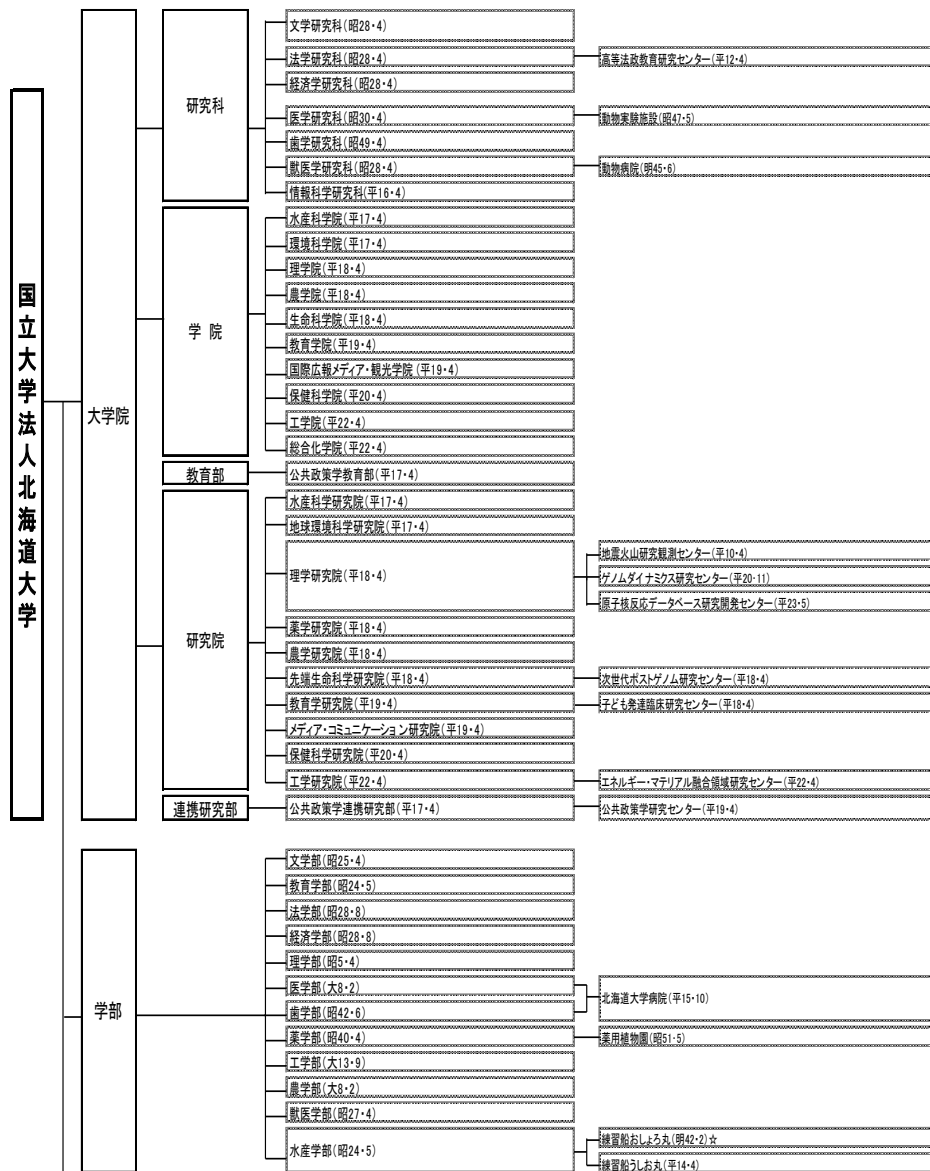 国立大学法人北海道大学
大学院
研究科
文学研究科(昭28・4)
法学研究科(昭28・4)
高等法政教育研究センター(平12・4)
経済学研究科(昭28・4)
医学研究科(昭30・4)
動物実験施設(昭47・5)
歯学研究科(昭49・4)
獣医学研究科(昭28・4)
動物病院(明45・6)
情報科学研究科(平16・4)
学 院
水産科学院(平17・4)
環境科学院(平17・4)
理学院(平18・4)
農学院(平18・4)
生命科学院(平18・4)
教育学院(平19・4)
国際広報メディア・観光学院(平19・4)
保健科学院(平20・4)
工学院(平22・4)
総合化学院(平22・4)
教育部
公共政策学教育部(平17・4)
研究院
水産科学研究院(平17・4)
地球環境科学研究院(平17・4)
理学研究院(平18・4)
地震火山研究観測センター(平10・4)
ゲノムダイナミクス研究センター(平20・11)
原子核反応データベース研究開発センター(平23・5)
薬学研究院(平18・4)
農学研究院(平18・4)
先端生命科学研究院(平18・4)
次世代ポストゲノム研究センター(平18・4)
教育学研究院(平19・4)
子ども発達臨床研究センター(平18・4)
メディア・コミュニケーション研究院(平19・4)
保健科学研究院(平20・4)
工学研究院(平22・4)
エネルギー・マテリアル融合領域研究センター(平22・4)
連携研究部
公共政策学連携研究部(平17・4)
公共政策学研究センター(平19・4)
学部
文学部(昭25・4)
教育学部(昭24・5)
法学部(昭28・8)
経済学部(昭28・8)
理学部(昭5・4)
医学部(大8・2)
北海道大学病院(平15・10)
歯学部(昭42・6)
薬学部(昭40・4)
薬用植物園(昭51・5)
工学部(大13・9)
農学部(大8・2)
獣医学部(昭27・4)
水産学部(昭24・5)
練習船おしょろ丸(明42・2)☆
練習船うしお丸(平14・4)